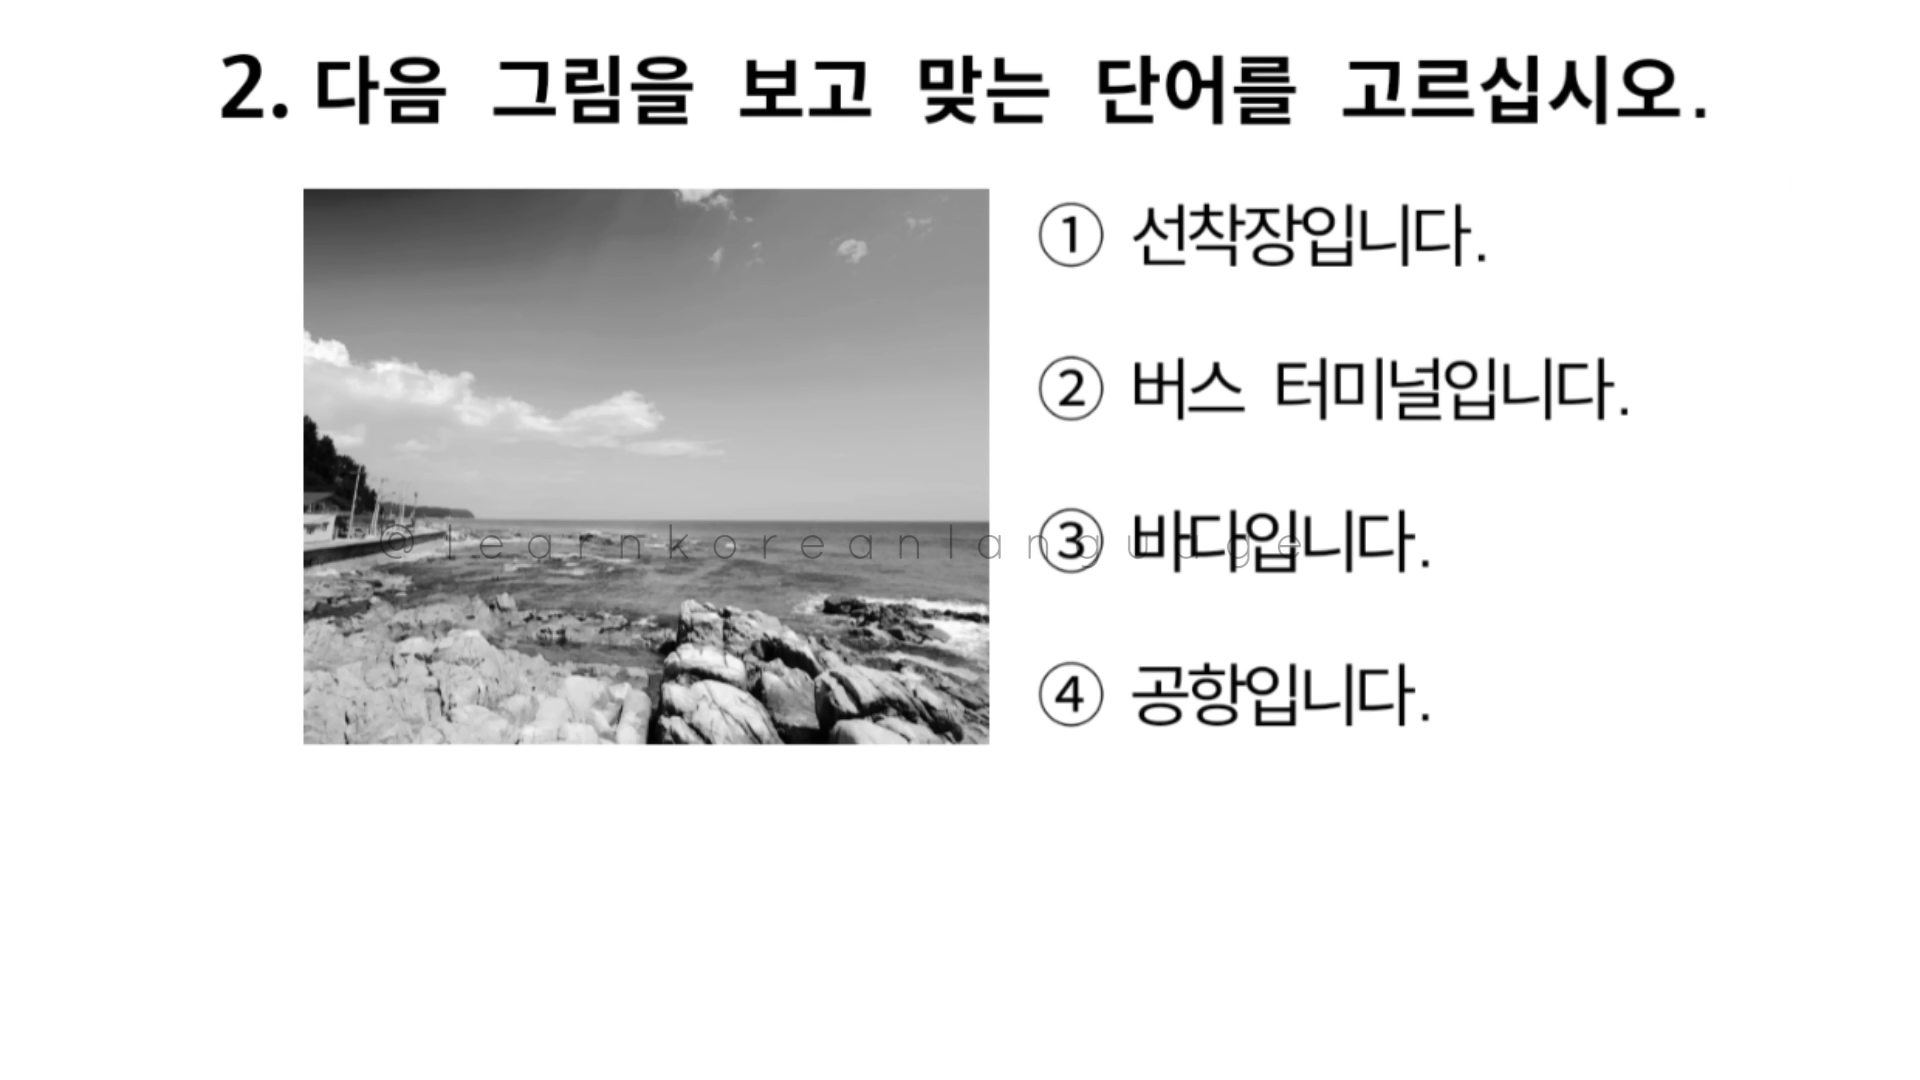 2. 다음 그림을 보고 맞는 단어를 고르십시오.
① 선착장입니다.
② 버스 터미널입니다.
@learnkoreanlanguage
③ 바다입니다.
④ 공항입니다.